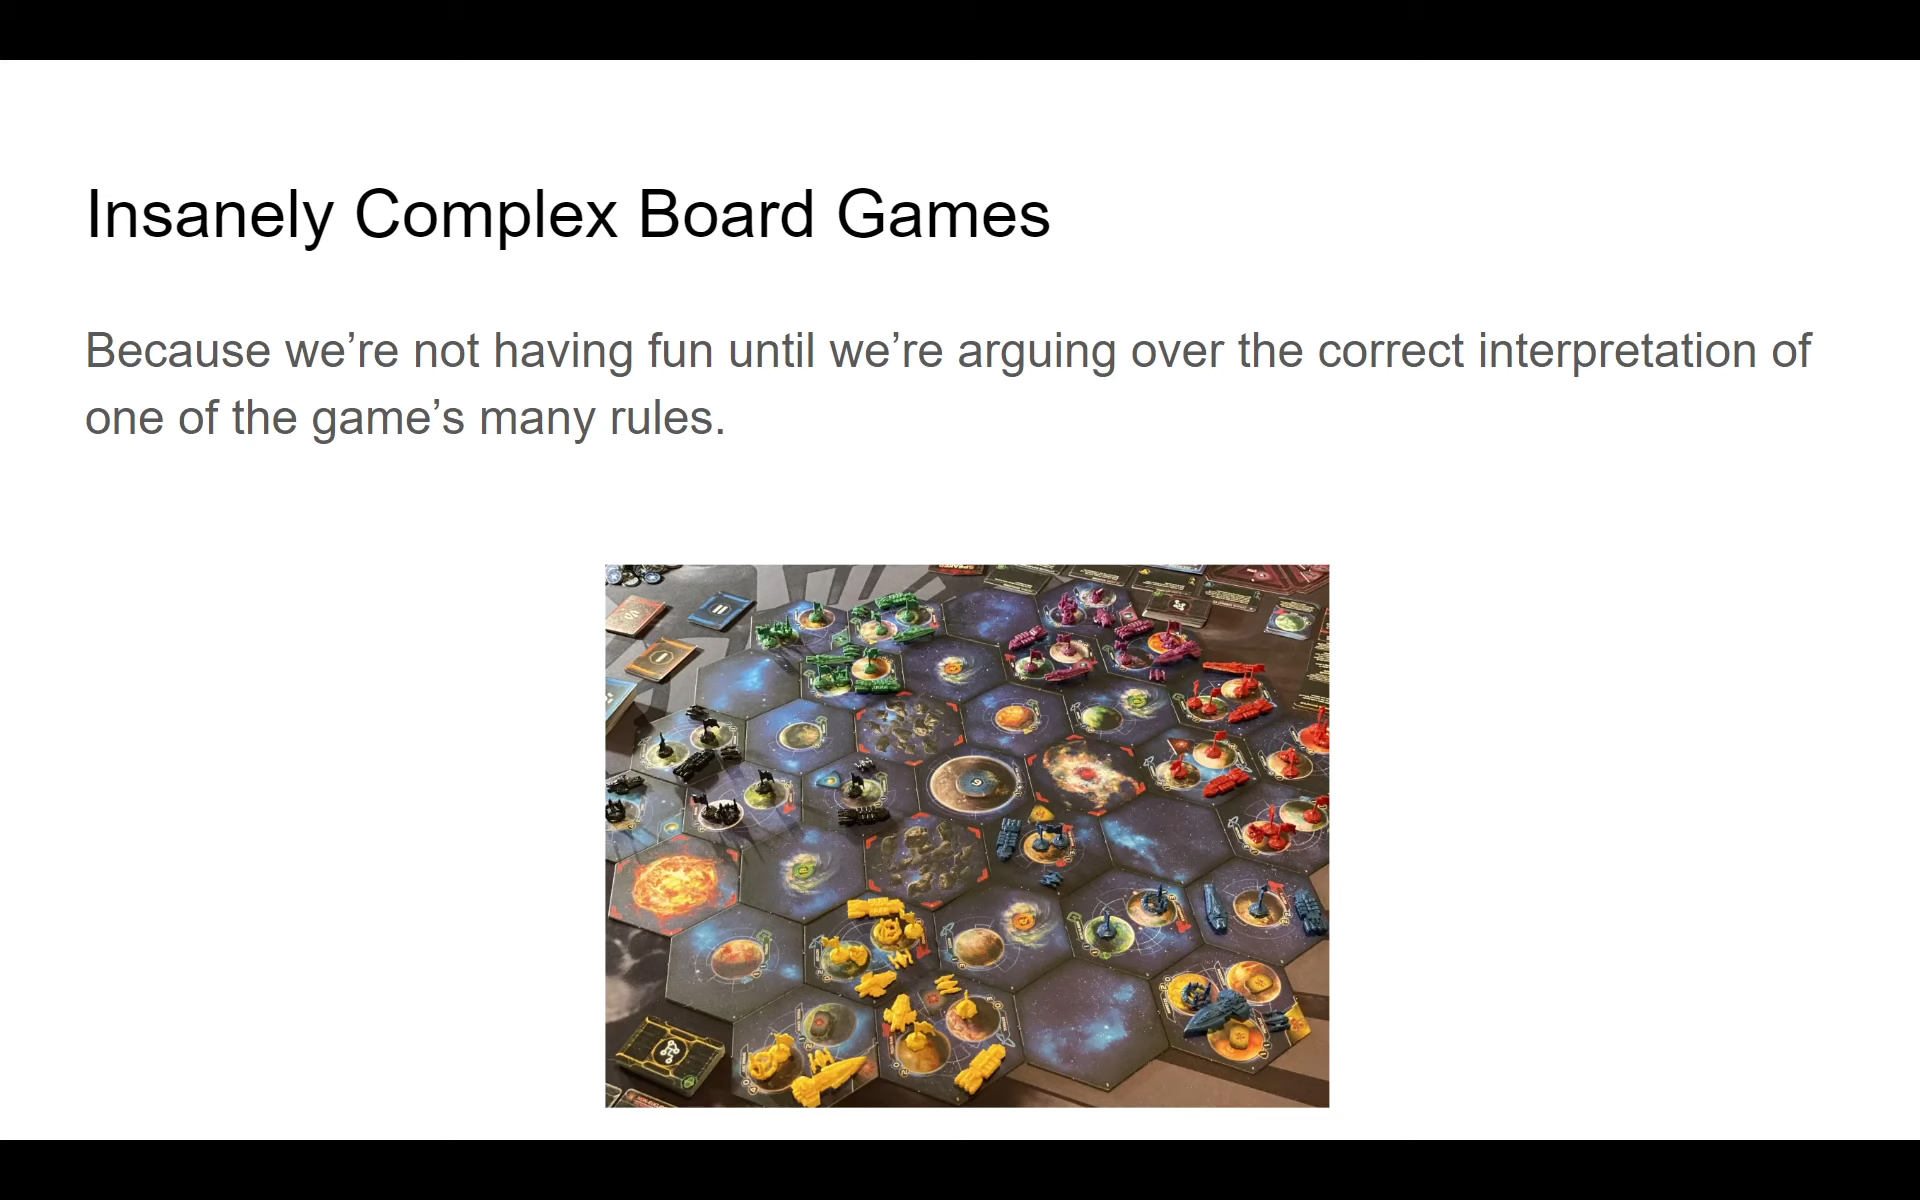 Insanely Complex Board Games
Because we’re not having fun until we’re arguing over the correct interpretation of
one of the game’s many rules.
II
I